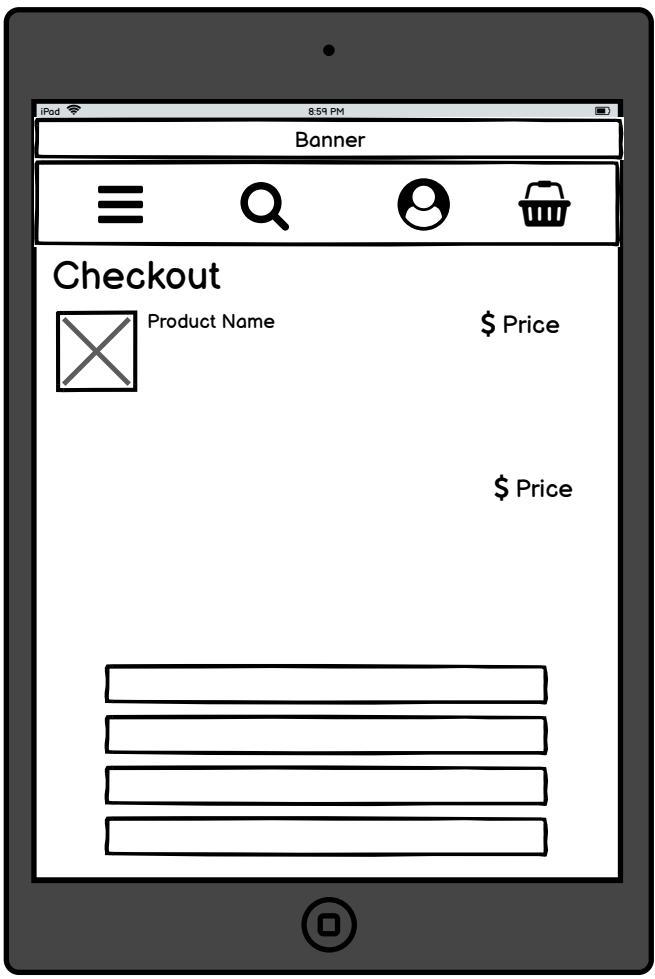 iPad
8:59 PM
Banner
Checkout
Product Name
$ Price
$ Price